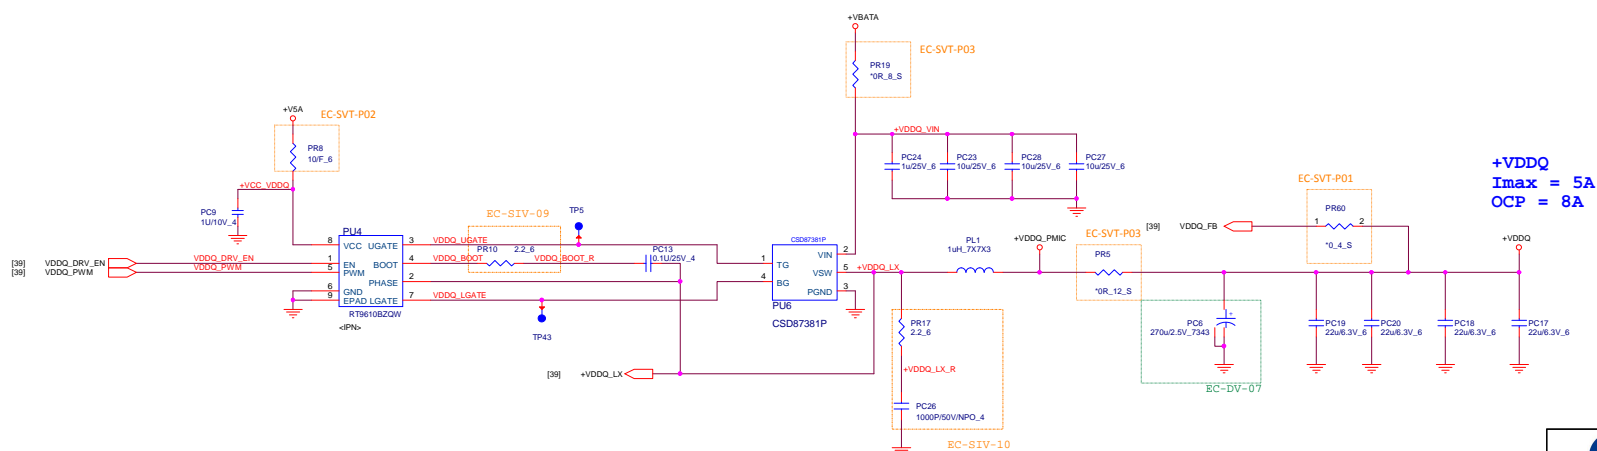 +VBATA
EC-SVT-P03
PR19
*0R_8_S
+V5A
EC-SVT-P02
PR8
10/F_6
+VDDQ_VIN
PC24
1u/25V_6
PC23
10u/25V_6
PC28
10u/25V_6
PC27
10u/25V_6
+VDDQ
Imax = 5A
OCP = 8A
+VCC_VDDQ
PC9
1U/10V_4
EC-SIV-09
TP5
EC-SVT-P01
PR60
1
2
*0_4_S
[39]
VDDQ_FB
PU4
8
VCC
UGATE
3
VDDQ_UGATE
PR10
2.2_6
PC13
0.1U/25V_4
[39]
VDDQ_DRV_EN
VDDQ_DRV_EN
1
EN
BOOT
4
VDDQ_BOOT
VDDQ_BOOT_R
[39]
VDDQ_PWM
VDDQ_PWM
5
PWM
PHASE
2
6
GND
9
EPAD
LGATE
7
VDDQ_LGATE
RT9610BZQW
<IPN>
TP43
CSD87381P
1
TG
VIN
2
4
BG
VSW
5
PGND
3
PU6
CSD87381P
+VDDQ_LX
PL1
1uH_7X7X3
+VDDQ_PMIC
EC-SVT-P03
PR5
*0R_12_S
+VDDQ
PR17
2.2_6
PC6
+
270u/2.5V_7343
PC19
22u/6.3V_6
PC20
22u/6.3V_6
PC18
22u/6.3V_6
PC17
22u/6.3V_6
[39]
+VDDQ_LX
+VDDQ_LX_R
EC-DV-07
PC26
1000P/50V/NPO_4
EC-SIV-10